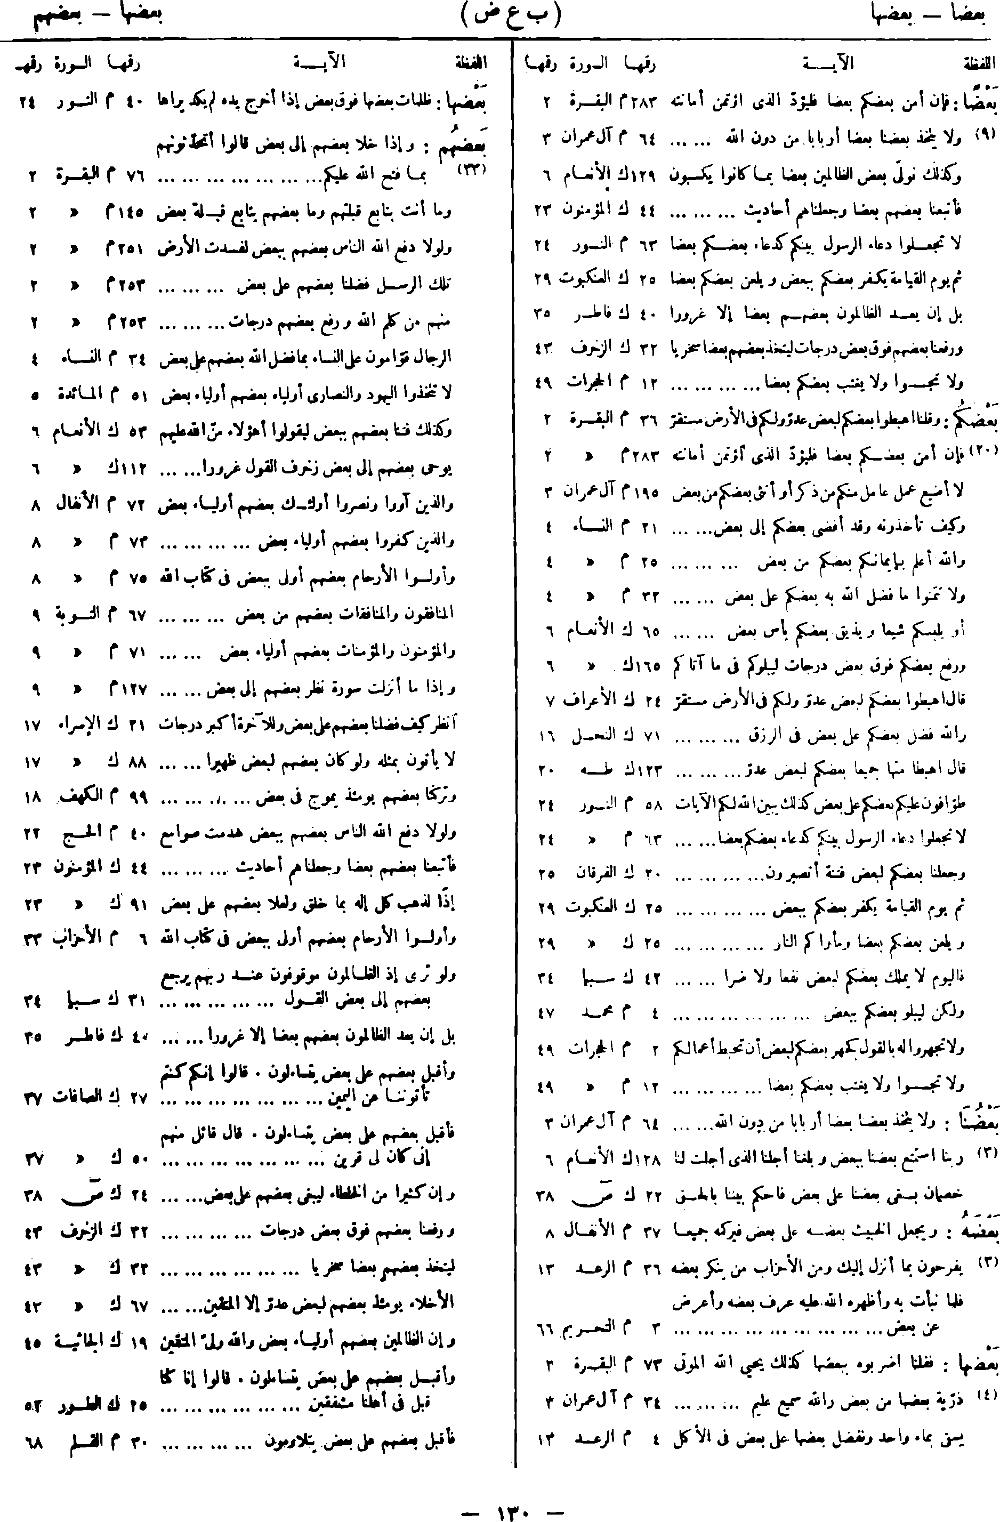 بعضا – بعضها
( ب ع ض )
بعضها – بعضهم
اللفظة الآيــة رقمها السورة رقمها
بَعْضًا : فإن أمن بعضكم بعضا فليؤدّ الذى اؤتمن أمانته ٢٨٣ م البقرة ٢
(٩) ولا يتخذ بعضنا بعضا أربابا من دون الله ... ... ٦٤ م آل عمران ٣
وكذلك نولّى بعض الظالمين بعضا بما كانوا يكسبون ١٢٩ ك الأنعام ٦
فأتبعنا بعضهم بعضا وجعلناهم أحاديث ... ... ... ٤٤ ك المؤمنون ٢٣
لا تجعلوا دعاء الرسول بينكم كدعاء بعضكم بعضا ٦٣ م النور ٢٤
ثم يوم القيامة يكفر بعضكم ببعض ويلعن بعضكم بعضا ٢٥ ك العنكبوت ٢٩
بل إن يعد الظالمون بعضهم بعضا إلا غرورا ٤٠ ك فاطر ٣٥
ورفعنا بعضهم فوق بعض درجات ليتخذ بعضهم بعضا سخريا ٣٢ ك الزخرف ٤٣
ولا تجسسوا ولا يغتب بعضكم بعضا ... ... ... ... ١٢ م الحجرات ٤٩
بَعْضُكُم : وقلنا اهبطوا بعضكم لبعض عدوّ ولكم فى الأرض مستقرّ ٣٦ م البقرة ٢
(٢٠) فإن أمن بعضكم بعضا فليؤدّ الذى اؤتمن أمانته ٢٨٣ م » ٢
لا أضيع عمل عامل منكم من ذكر أو أنثى بعضكم من بعض ١٩٥ م آل عمران ٣
وكيف تأخذونه وقد أفضى بعضكم إلى بعض ... ... ٢١ م النساء ٤
والله أعلم بإيمانكم بعضكم من بعض ... ... ... ٢٥ م » ٤
ولا تتمنوا ما فضل الله به بعضكم على بعض ... ... ٣٢ م » ٤
أو يلبسكم شيعا ويذيق بعضكم بأس بعض ... ... ٦٥ ك الأنعام ٦
ورفع بعضكم فوق بعض درجات ليبلوكم فى ما آتاكم ١٦٥ ك » ٦
قال اهبطوا بعضكم لبعض عدوّ ولكم فى الأرض مستقرّ ٢٤ ك الأعراف ٧
والله فضل بعضكم على بعض فى الرزق ... ... ... ٧١ ك النحل ١٦
قال اهبطا منها جميعا بعضكم لبعض عدوّ ... ... ... ١٢٣ ك طـه ٢٠
طوّافون عليكم بعضكم على بعض كذلك يبين الله لكم الآيات ٥٨ م النور ٢٤
لا تجعلوا دعاء الرسول بينكم كدعاء بعضكم بعضا ... ... ٦٣ م » ٢٤
وجعلنا بعضكم لبعض فتنة أتصبرون ... ... ... ... ٢٠ ك الفرقان ٢٥
ثم يوم القيامة يكفر بعضكم ببعض ... ... ... ... ٢٥ ك العنكبوت ٢٩
ويلعن بعضكم بعضا ومأواكم النار ... ... ... ... ٢٥ ك » ٢٩
فاليوم لا يملك بعضكم لبعض نفعا ولا ضرا ... ... ٤٢ ك سبإ ٣٤
ولكن ليبلو بعضكم ببعض ... ... ... ... ... ... ٤ م محمد ٤٧
ولا تجهروا له بالقول كجهر بعضكم لبعض أن تحبط أعمالكم ٢ م الحجرات ٤٩
ولا تجسسوا ولا يغتب بعضكم بعضا ... ... ... ... ١٢ م » ٤٩
بَعْضُنَا : ولا يتخذ بعضنا بعضا أربابا من دون الله ... ... ٦٤ م آل عمران ٣
(٣) ربنا استمتع بعضنا ببعض وبلغنا أجلنا الذى أجلت لنا ١٢٨ ك الأنعام ٦
خصمان بغى بعضنا على بعض فاحكم بيننا بالحق ٢٢ ك صٓ ٣٨
بَعْضَهُ : ويجعل الخبيث بعضه على بعض فيركمه جميعا ٣٧ م الأنفال ٨
(٣) يفرحون بما أنزل إليك ومن الأحزاب من ينكر بعضه ٣٦ م الرعد ١٣
فلما نبأت به وأظهره الله عليه عرف بعضه وأعرض
عن بعض ... ... ... ... ... ... ... ... ... ٣ م التحريم ٦٦
بَعْضها : فقلنا اضربوه ببعضها كذلك يحيي الله الموتى ٧٣ م البقرة ٢
(٤) ذرّية بعضها من بعض والله سميع عليم ... ... ... ٣٤ م آل عمران ٣
يسقى بماء واحد ونفضل بعضها على بعض فى الأكل ٤ م الرعد ١٣
اللفظة الآيــة رقمها السورة رقمها
بَعْضها : ظلمات بعضها فوق بعض إذا أخرج يده لم يكد يراها ٤٠ م النور ٢٤
بَعضهُم : وإذا خلا بعضهم إلى بعض قالوا أتحدّثونهم
(٣٣) بما فتح الله عليكم ... ... ... ... ... ... ... ٧٦ م البقرة ٢
وما أنت بتابع قبلتهم وما بعضهم بتابع قبلة بعض ١٤٥ م » ٢
ولولا دفع الله الناس بعضهم ببعض لفسدت الأرض ٢٥١ م » ٢
تلك الرسل فضلنا بعضهم على بعض ... ... ... ٢٥٣ م » ٢
منهم من كلم الله ورفع بعضهم درجات ... ... ... ٢٥٣ م » ٢
الرجال قوّامون على النساء بما فضل الله بعضهم على بعض ٣٤ م النساء ٤
لا تتخذوا اليهود والنصارى أولياء بعضهم أولياء بعض ٥١ م المائدة ٥
وكذلك فتنا بعضهم ببعض ليقولوا أهؤلاء منّ الله عليهم ٥٣ ك الأنعام ٦
يوحى بعضهم إلى بعض زخرف القول غرورا ... ... ١١٢ ك » ٦
والذين آووا ونصروا أولئك بعضهم أولياء بعض ٧٢ م الأنفال ٨
والذين كفروا بعضهم أولياء بعض ... ... ... ... ٧٣ م » ٨
وأولوا الأرحام بعضهم أولى ببعض فى كتاب الله ٧٥ م » ٨
المنافقون والمنافقات بعضهم من بعض ... ... ... ٦٧ م التوبة ٩
والمؤمنون والمؤمنات بعضهم أولياء بعض ... ... ٧١ م » ٩
وإذا ما أنزلت سورة نظر بعضهم إلى بعض ... ... ١٢٧ م » ٩
انظر كيف فضلنا بعضهم على بعض وللآخرة أكبر درجات ٢١ ك الإسراء ١٧
لا يأتون بمثله ولو كان بعضهم لبعض ظهيرا ... ... ٨٨ ك » ١٧
وتركنا بعضهم يومئذ يموج فى بعض ... ... ... ... ٩٩ م الكهف ١٨
ولولا دفع الله الناس بعضهم ببعض لهدمت صوامع ٤٠ م الحج ٢٢
فأتبعنا بعضهم بعضا وجعلناهم أحاديث ... ... ... ٤٤ ك المؤمنون ٢٣
إذًا لذهب كل إله بما خلق ولعلا بعضهم على بعض ٩١ ك » ٢٣
وأولوا الأرحام بعضهم أولى ببعض فى كتاب الله ٦ م الأحزاب ٣٣
ولو ترى إذ الظالمون موقوفون عند ربهم يرجع
بعضهم إلى بعض القول ... ... ... ... ... ... ٣١ ك سبإ ٣٤
بل إن يعد الظالمون بعضهم بعضا إلا غرورا ... ... ٤٠ ك فاطر ٣٥
وأقبل بعضهم على بعض يتساءلون . قالوا إنكم كنتم
تأتوننا عن اليمين ... ... ... ... ... ... ... ... ٢٧ ك الصافات ٣٧
فأقبل بعضهم على بعض يتساءلون . قال قائل منهم
إنى كان لى قرين ... ... ... ... ... ... ... ... ٥٠ ك » ٣٧
وإن كثيرا من الخلطاء ليبغى بعضهم على بعض ... ... ٢٤ ك صٓ ٣٨
ورفعنا بعضهم فوق بعض درجات ... ... ... ... ٣٢ ك الزخرف ٤٣
ليتخذ بعضهم بعضا سخريا ... ... ... ... ... ... ٣٢ ك » ٤٣
الأخلاء يومئذ بعضهم لبعض عدوّ إلا المتقين ... ... ٦٧ ك » ٤٣
وإن الظالمين بعضهم أولياء بعض والله ولىّ المتقين ١٩ ك الجاثية ٤٥
وأقبل بعضهم على بعض يتساءلون . قالوا إنا كنا
قبل فى أهلنا مشفقين ... ... ... ... ... ... ... ٢٥ ك الطور ٥٢
فأقبل بعضهم على بعض يتلاومون ... ... ... ... ٣٠ م القلم ٦٨
— ١٣٠ —